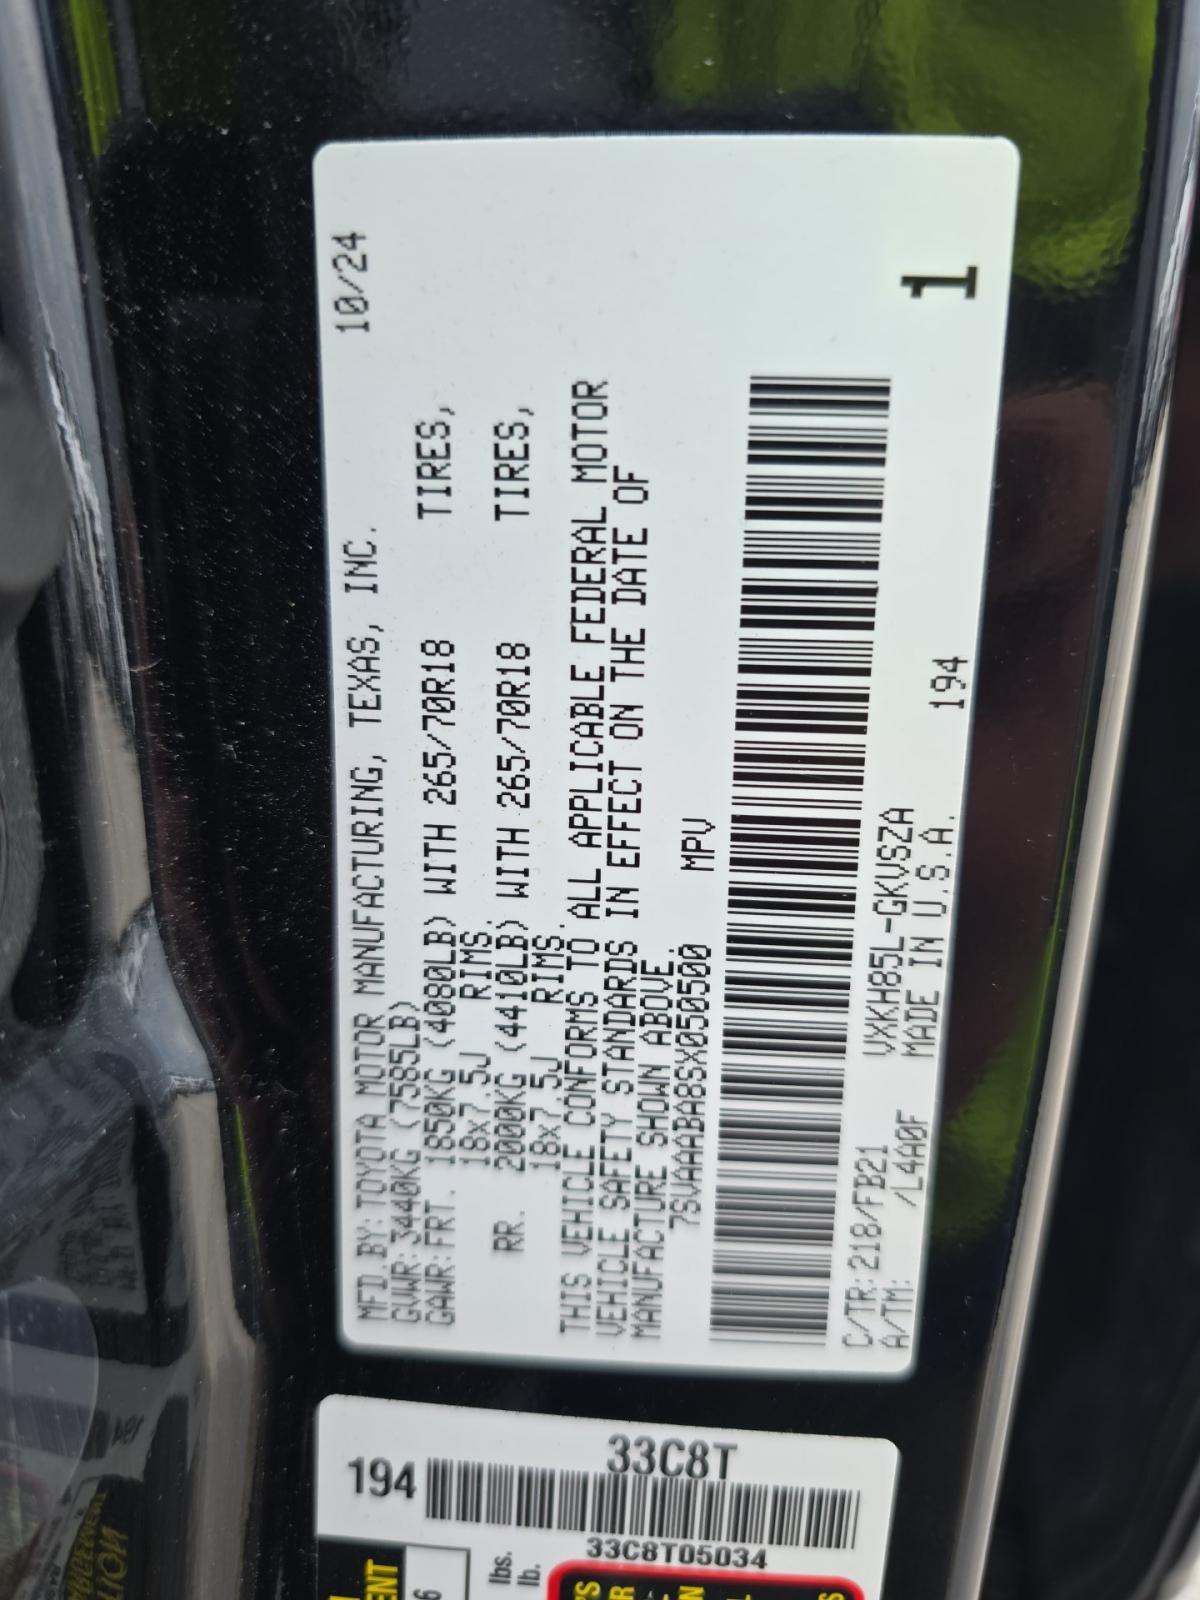 MFD.BY: TOYOTA MOTOR MANUFACTURING, TEXAS, INC. 10/24
GVWR: 3440KG (7585LB)
GAWR: FRT. 1850KG (4080LB) WITH 265/70R18 TIRES,
18x7.5J RIMS.
RR. 2000KG (4410LB) WITH 265/70R18 TIRES,
18x7.5J RIMS.
THIS VEHICLE CONFORMS TO ALL APPLICABLE FEDERAL MOTOR
VEHICLE SAFETY STANDARDS IN EFFECT ON THE DATE OF
MANUFACTURE SHOWN ABOVE.
7SVAAABA8SX050500 MPV
C/TR: 218/FB21 VXKH85L-GKVSZA
A/TM: /L4A0F MADE IN U.S.A. 194
1
194
33C8T
33C8T05034
lbs.
lb.